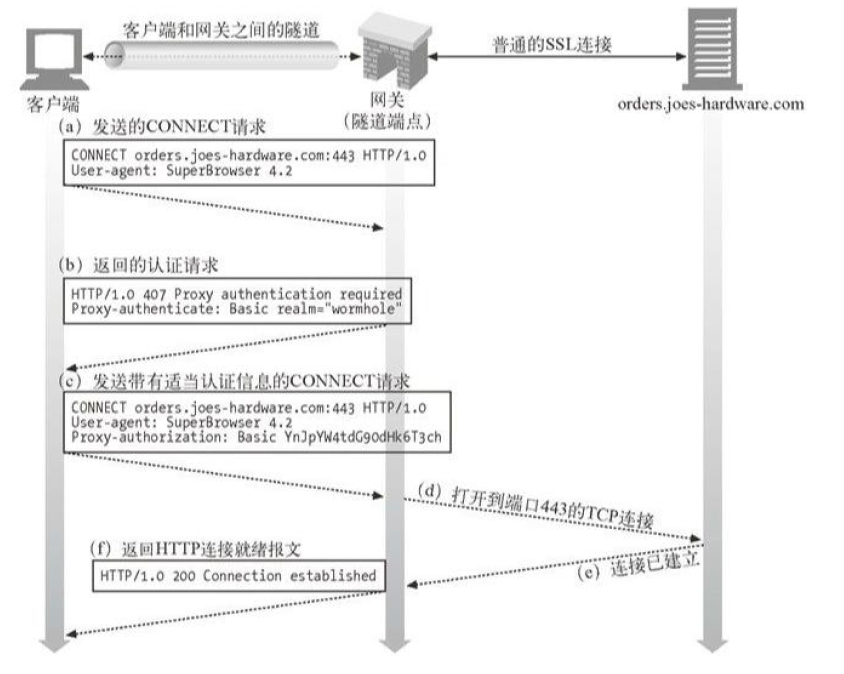 客户端和网关之间的隧道
普通的SSL连接
客户端
网关
(隧道端点)
orders.joes-hardware.com
(a) 发送的CONNECT请求
CONNECT orders.joes-hardware.com:443 HTTP/1.0
User-agent: SuperBrowser 4.2
(b) 返回的认证请求
HTTP/1.0 407 Proxy authentication required
Proxy-authenticate: Basic realm="wormhole"
(c) 发送带有适当认证信息的CONNECT请求
CONNECT orders.joes-hardware.com:443 HTTP/1.0
User-agent: SuperBrowser 4.2
Proxy-authorization: Basic YnJpYW4tdG90dHk6T3ch
(d) 打开到端口443的TCP连接
(e) 连接已建立
(f) 返回HTTP连接就绪报文
HTTP/1.0 200 Connection established